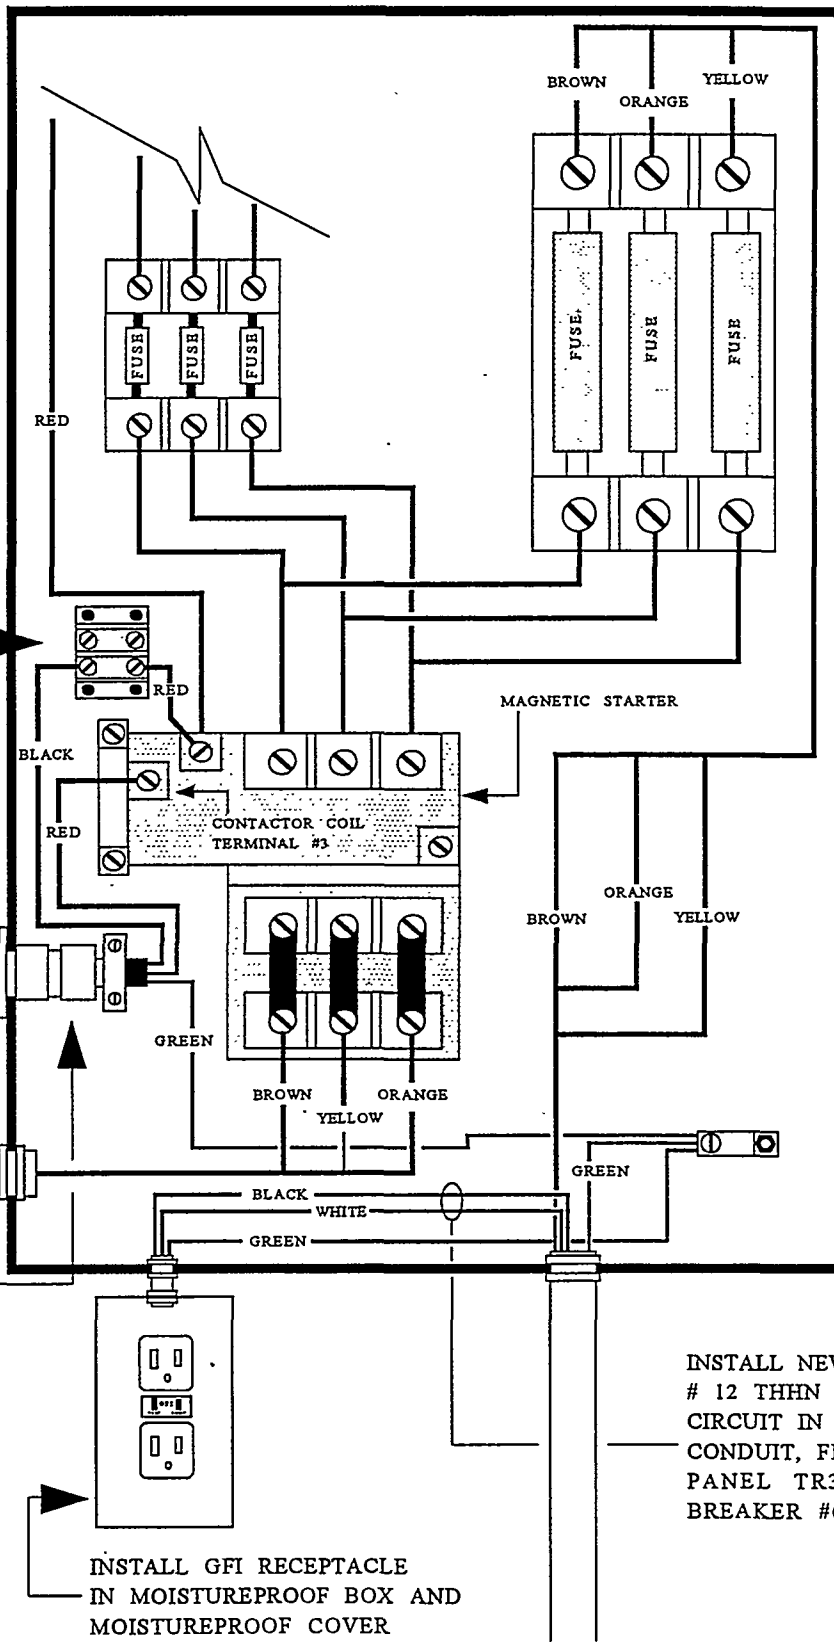 BROWN
ORANGE
YELLOW
FUSE
FUSE
FUSE
FUSE
FUSE
FUSE
RED
RED
MAGNETIC STARTER
BLACK
CONTACTOR COIL
TERMINAL #3
RED
ORANGE
BROWN
YELLOW
GREEN
BROWN
ORANGE
YELLOW
GREEN
BLACK
WHITE
GREEN
GFI
INSTALL NEW
# 12 THHN
CIRCUIT IN
CONDUIT, F
PANEL TR3
BREAKER #
INSTALL GFI RECEPTACLE
IN MOISTUREPROOF BOX AND
MOISTUREPROOF COVER